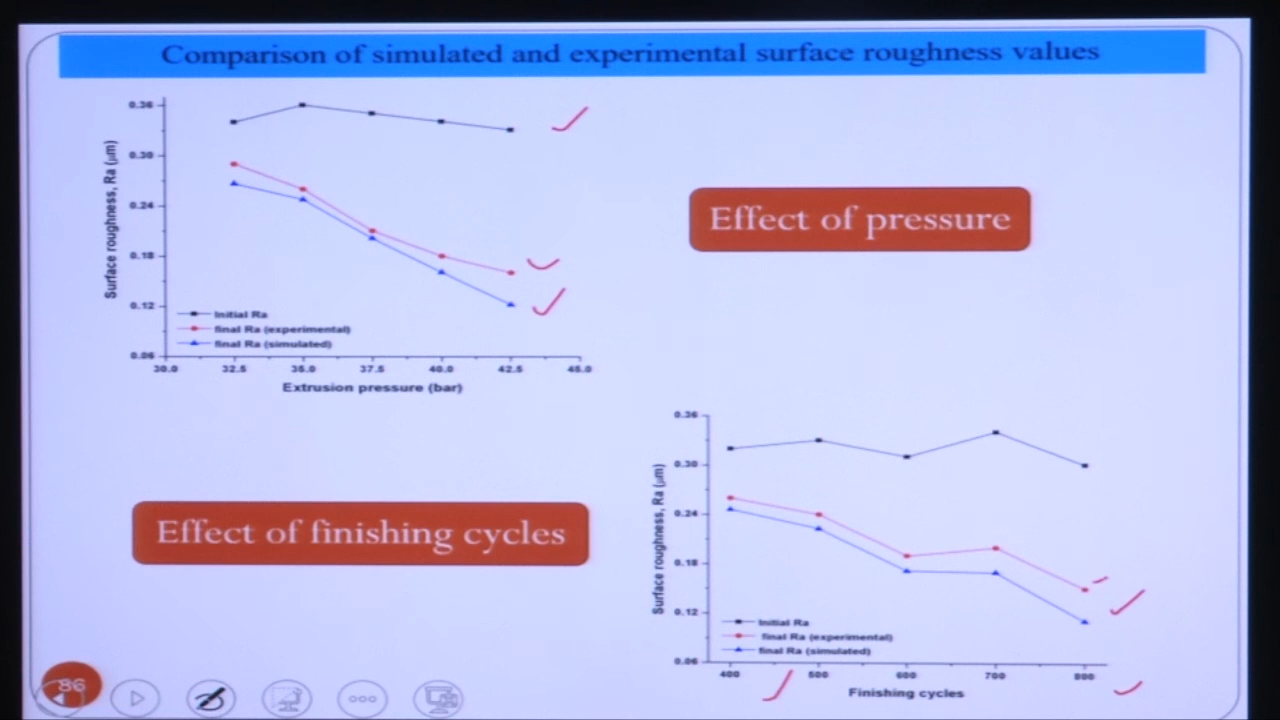 Comparison of simulated and experimental surface roughness values
Surface roughness, Ra (μm)
0.36
0.30
0.24
0.18
0.12
0.06
Initial Ra
final Ra (experimental)
final Ra (simulated)
30.0 32.5 35.0 37.5 40.0 42.5 45.0
Extrusion pressure (bar)
Effect of pressure
Effect of finishing cycles
Surface roughness, Ra (μm)
0.36
0.30
0.24
0.18
0.12
0.06
Initial Ra
final Ra (experimental)
final Ra (simulated)
400 500 600 700 800
Finishing cycles
86